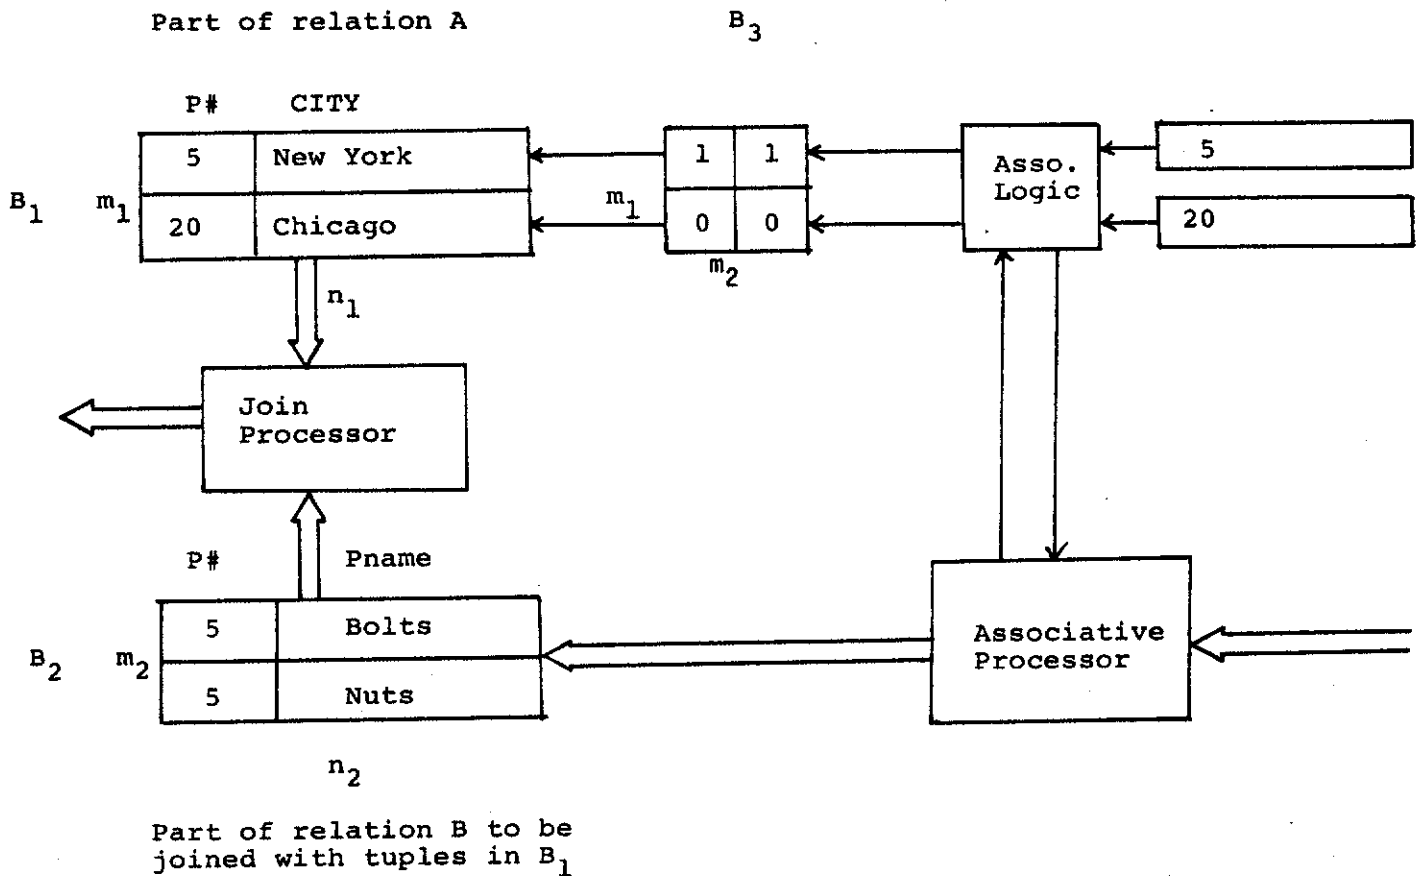 Part of relation A B3
P# CITY
5 New York 1 1 Asso. 5
B1 m1 m1 Logic
20 Chicago 0 0 20
m2
n1
Join
Processor
P# Pname
5 Bolts Associative
B2 m2 Processor
5 Nuts
n2
Part of relation B to be
joined with tuples in B1